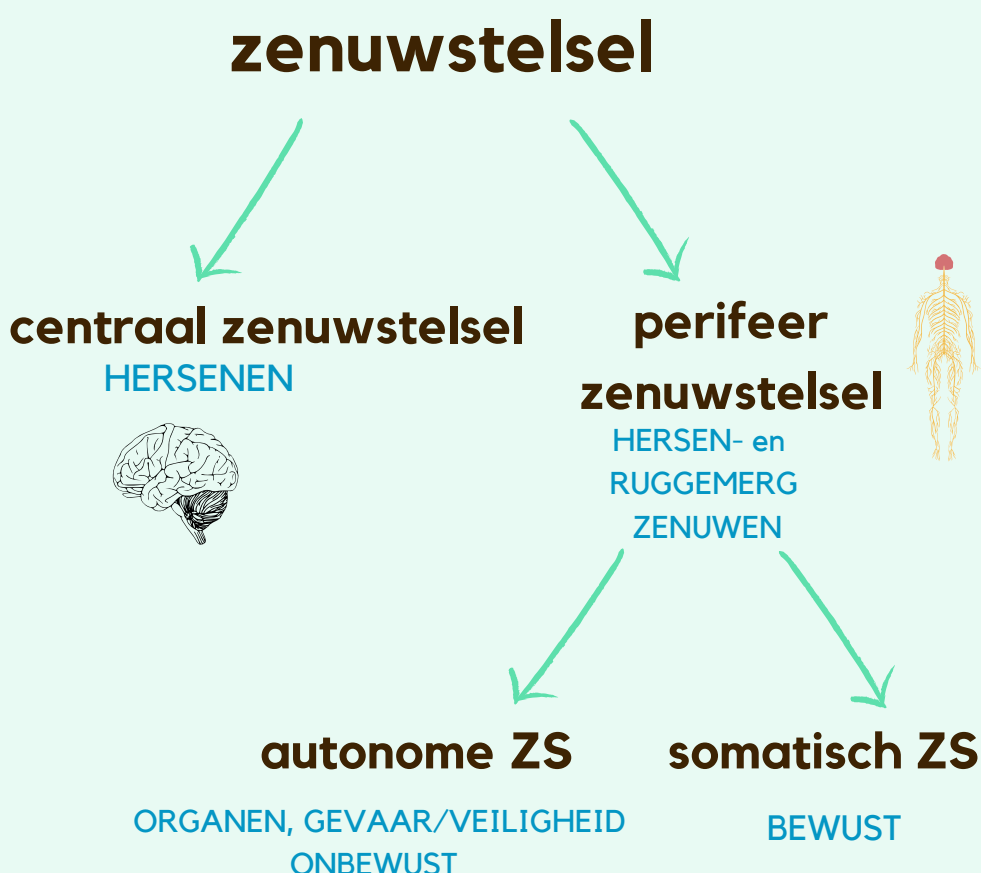 zenuwstelsel
centraal zenuwstelsel
HERSENEN
perifeer
zenuwstelsel
HERSEN- en
RUGGEMERG
ZENUWEN
autonome ZS
ORGANEN, GEVAAR/VEILIGHEID
ONBEWUST
somatisch ZS
BEWUST